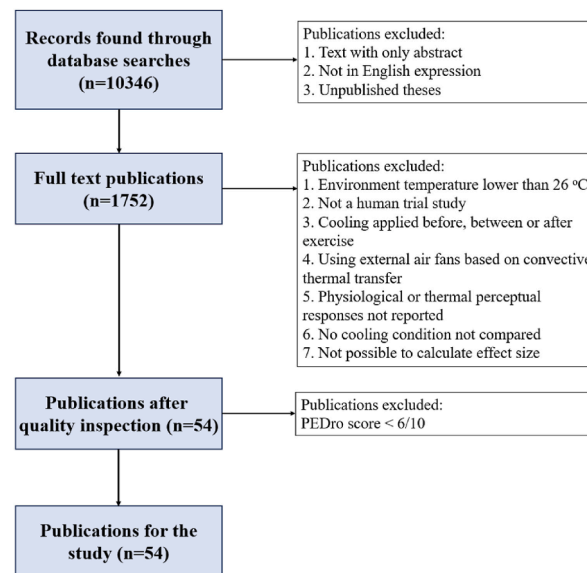 Records found through
database searches
(n=10346)
Publications excluded:
1. Text with only abstract
2. Not in English expression
3. Unpublished theses
Full text publications
(n=1752)
Publications excluded:
1. Environment temperature lower than 26 ºC
2. Not a human trial study
3. Cooling applied before, between or after
exercise
4. Using external air fans based on convective
thermal transfer
5. Physiological or thermal perceptual
responses not reported
6. No cooling condition not compared
7. Not possible to calculate effect size
Publications after
quality inspection (n=54)
Publications excluded:
PEDro score < 6/10
Publications for the
study (n=54)